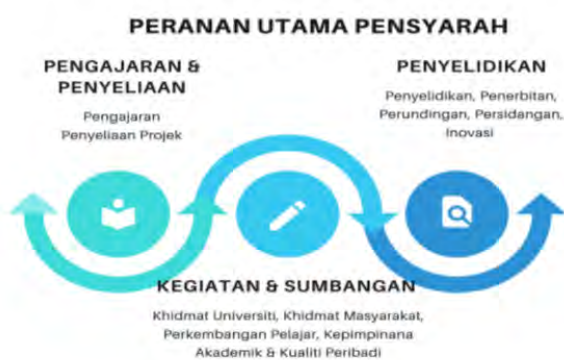 PERANAN UTAMA PENSYARAH
PENGAJARAN &
PENYELIAAN
Pengajaran
Penyeliaan Projek
PENYELIDIKAN
Penyelidikan, Penerbitan,
Perundingan, Persidangan,
Inovasi
KEGIATAN & SUMBANGAN
Khidmat Universiti, Khidmat Masyarakat,
Perkembangan Pelajar, Kepimpinana
Akademik & Kualiti Peribadi